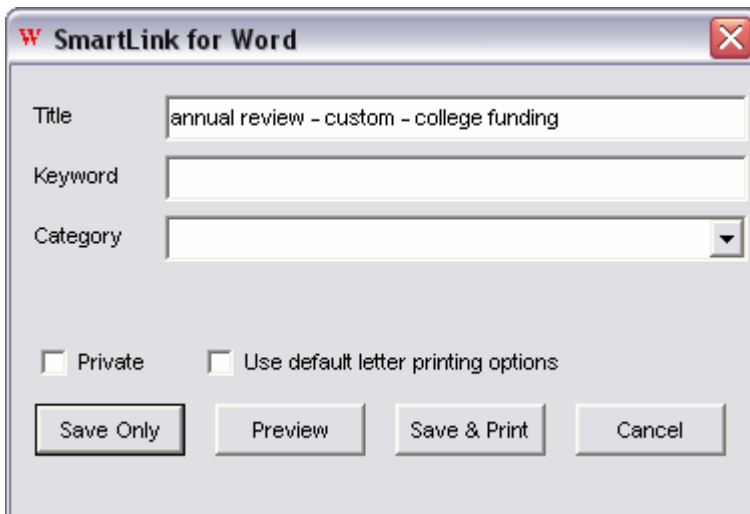 W SmartLink for Word
Title annual review - custom - college funding
Keyword
Category
Private Use default letter printing options
Save Only Preview Save & Print Cancel